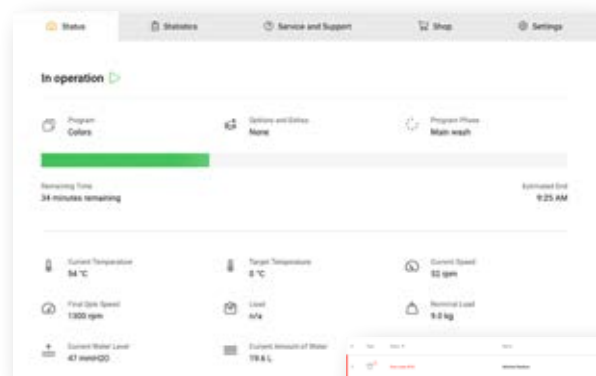 Status Statistics Service and Support Shop Settings
In operation
Program Options and Extras Program Phase
Colors None Main wash
Remaining Time Estimated End
34 minutes remaining 9:25 AM
Current Temperature Target Temperature Current Speed
54 °C 0 °C 52 rpm
Final Spin Speed Load Nominal Load
1300 rpm n/a 9.0 kg
Current Water Level Current Amount of Water
47 mmH2O 19.6 L